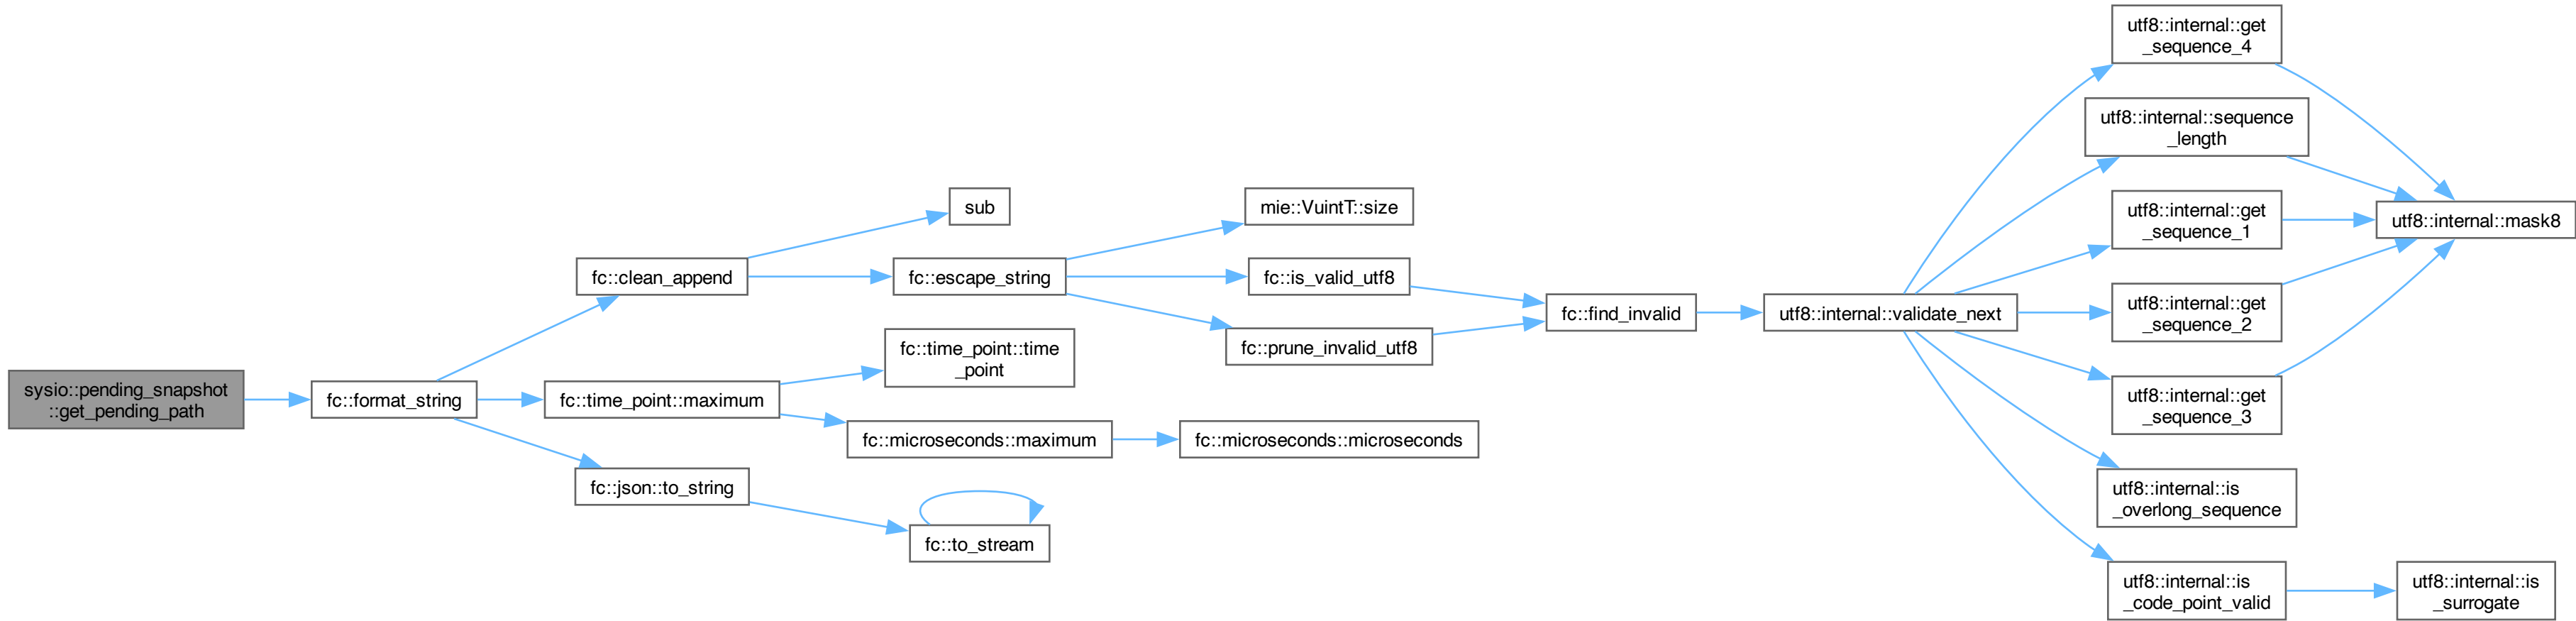 sysio::pending_snapshot
::get_pending_path
fc::format_string
fc::clean_append
fc::time_point::maximum
fc::json::to_string
sub
fc::escape_string
fc::time_point::time
_point
fc::microseconds::maximum
fc::to_stream
mie::VuintT::size
fc::is_valid_utf8
fc::prune_invalid_utf8
fc::microseconds::microseconds
fc::find_invalid
utf8::internal::validate_next
utf8::internal::get
_sequence_4
utf8::internal::sequence
_length
utf8::internal::get
_sequence_1
utf8::internal::get
_sequence_2
utf8::internal::get
_sequence_3
utf8::internal::is
_overlong_sequence
utf8::internal::is
_code_point_valid
utf8::internal::mask8
utf8::internal::is
_surrogate